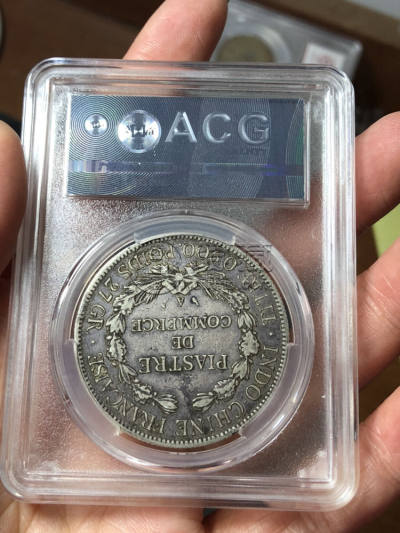 ACG
INDO-CHINE FRANÇAISE
PIASTRE
DE
COMMERCE
A
TITRE 0,900. POIDS 27 GR.